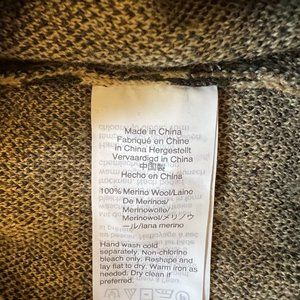 Made in China
Fabriqué en Chine
in China Hergestellt
Vervaardigd in China
中国製
Hecho en China
100% Merino Wool/Laine
De Merinos/
Merinowolle/
Merinowol/メリノウ
ール/lana merino
Hand wash cold
separately. Non-chlorine
bleach only. Reshape and
lay flat to dry. Warm iron as
needed. Dry clean if
preferred.